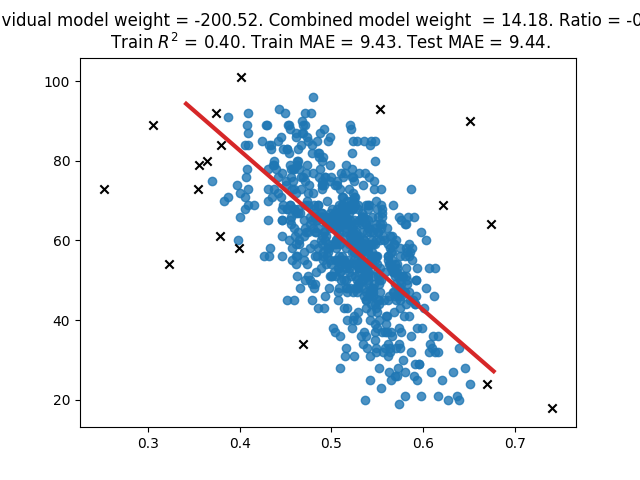 vidual model weight = -200.52. Combined model weight = 14.18. Ratio = -0
Train R² = 0.40. Train MAE = 9.43. Test MAE = 9.44.
100
80
60
40
20
0.3 0.4 0.5 0.6 0.7